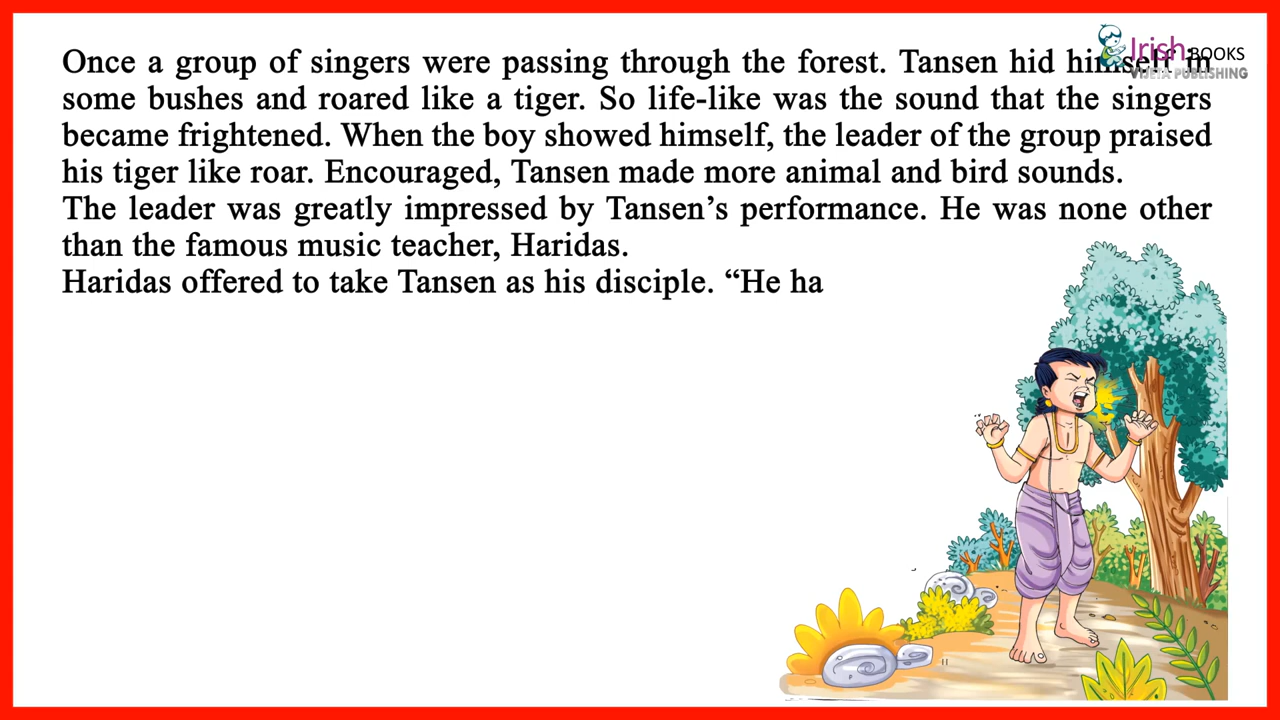 Once a group of singers were passing through the forest. Tansen hid himself in
some bushes and roared like a tiger. So life-like was the sound that the singers
became frightened. When the boy showed himself, the leader of the group praised
his tiger like roar. Encouraged, Tansen made more animal and bird sounds.
The leader was greatly impressed by Tansen’s performance. He was none other
than the famous music teacher, Haridas.
Haridas offered to take Tansen as his disciple. “He ha
Irish BOOKS
VIJETA PUBLISHING